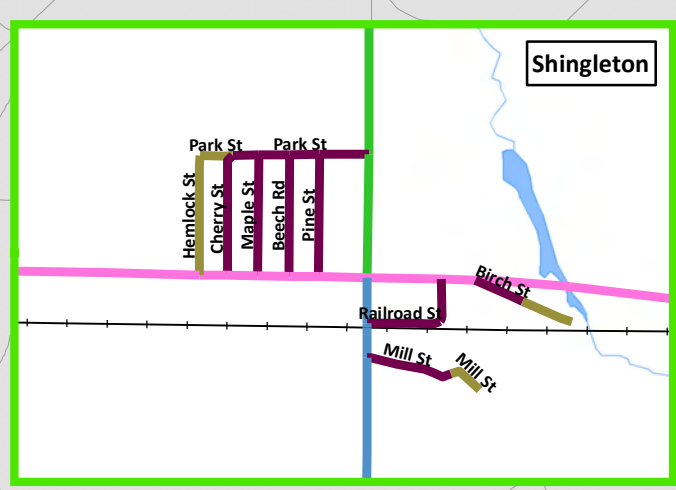 Shingleton
Park St
Park St
Hemlock St
Cherry St
Maple St
Beech Rd
Pine St
Birch St
Railroad St
Mill St
Mill St